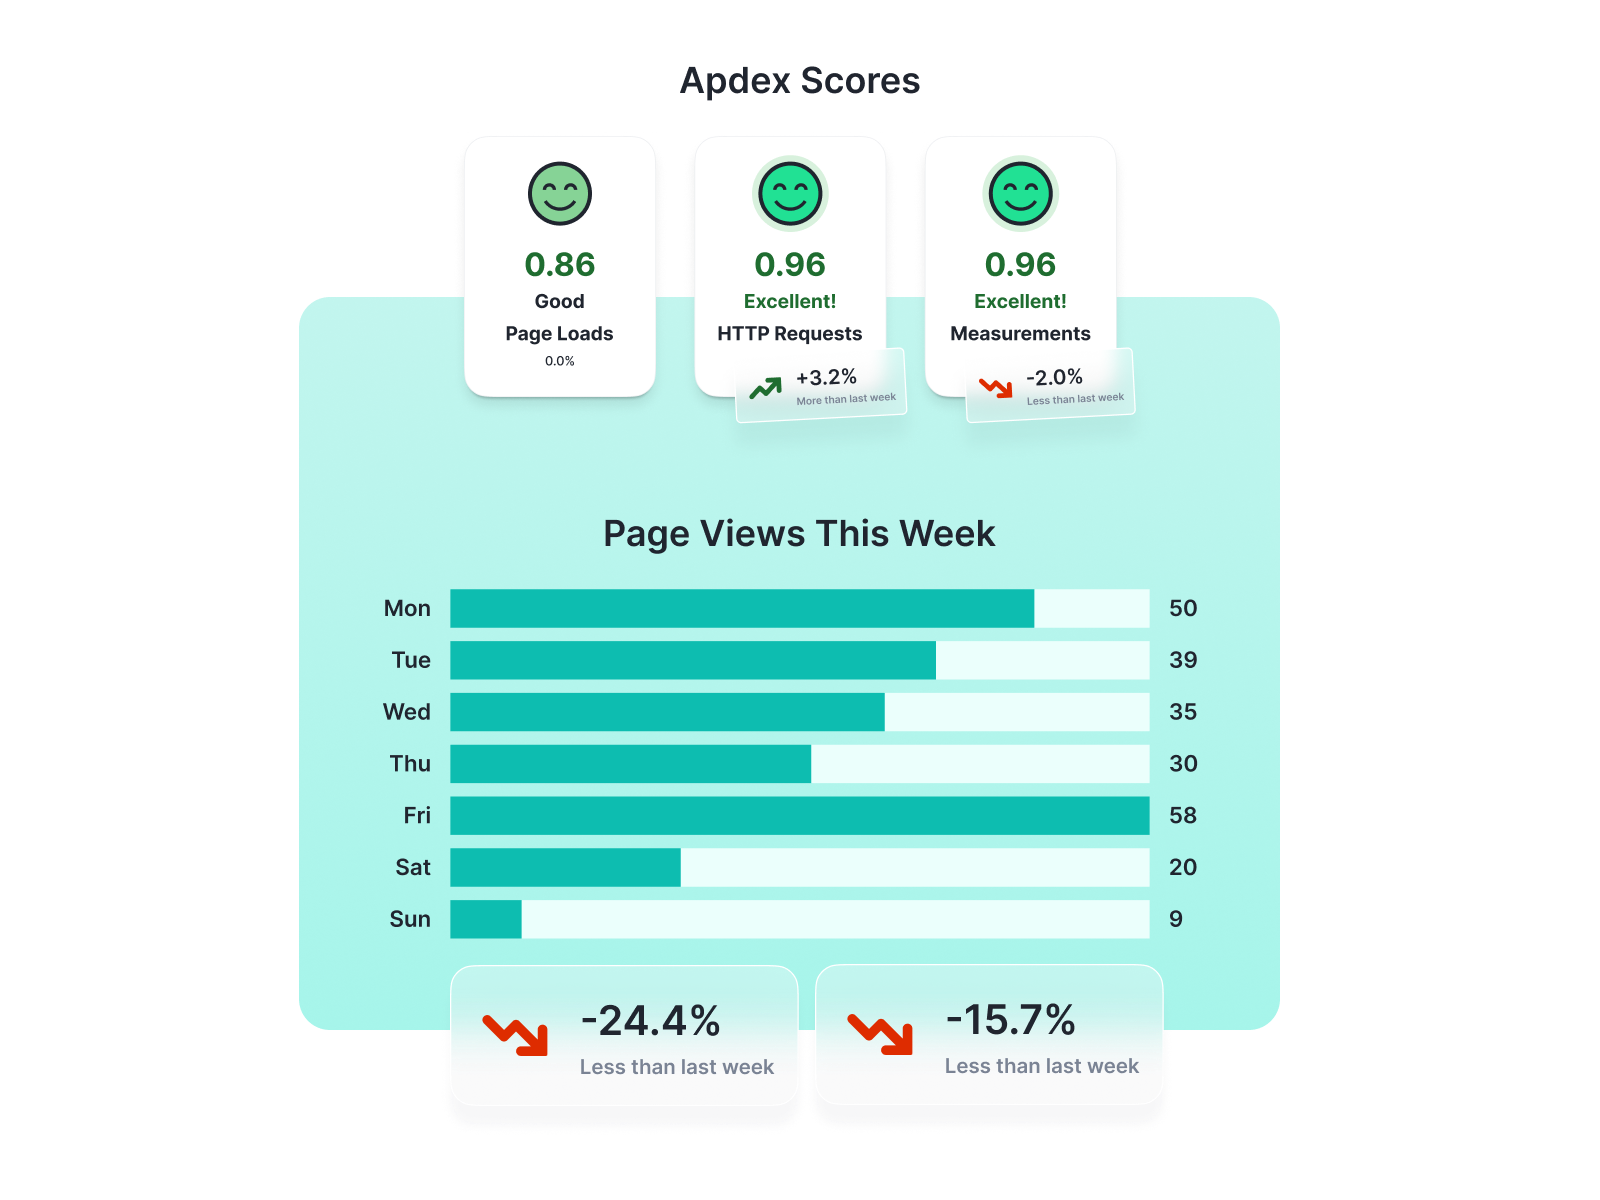 Apdex Scores
0.86
Good
Page Loads
0.0%
0.96
Excellent!
HTTP Requests
+3.2%
More than last week
0.96
Excellent!
Measurements
-2.0%
Less than last week
Page Views This Week
Mon 50
Tue 39
Wed 35
Thu 30
Fri 58
Sat 20
Sun 9
-24.4%
Less than last week
-15.7%
Less than last week